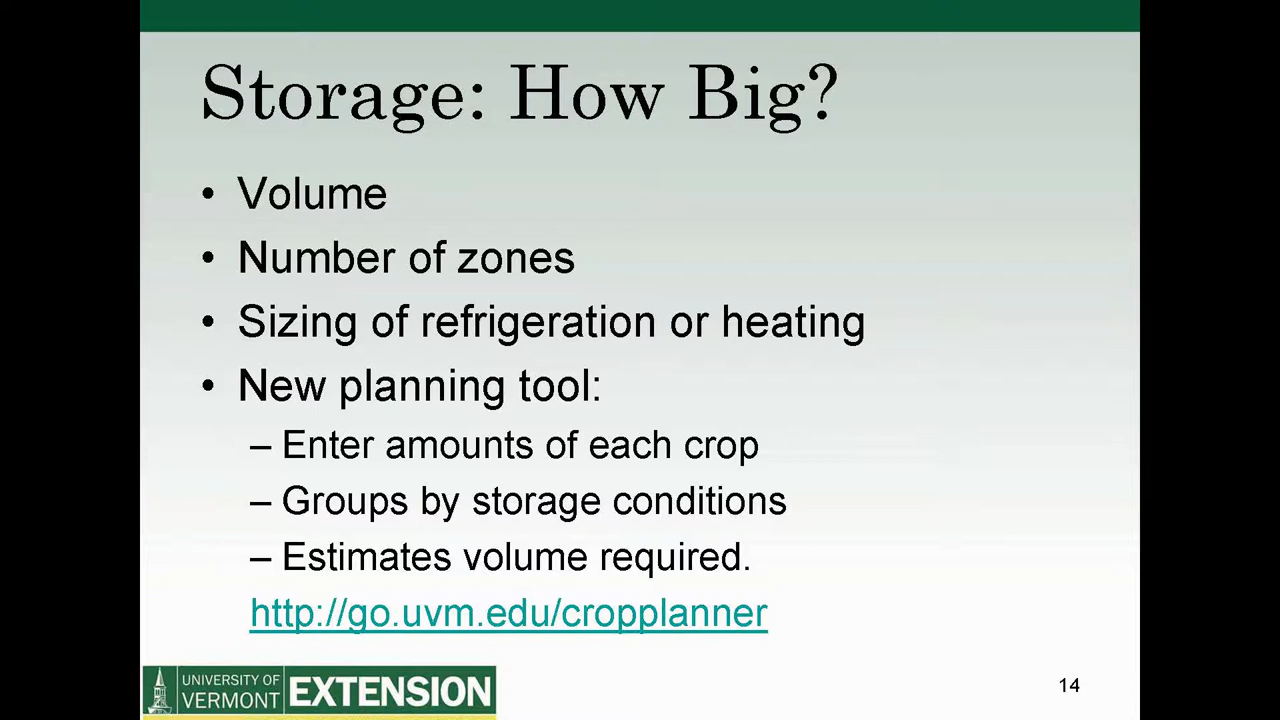 Storage: How Big?
• Volume
• Number of zones
• Sizing of refrigeration or heating
• New planning tool:
– Enter amounts of each crop
– Groups by storage conditions
– Estimates volume required.
http://go.uvm.edu/cropplanner
UNIVERSITY OF
VERMONT EXTENSION
14